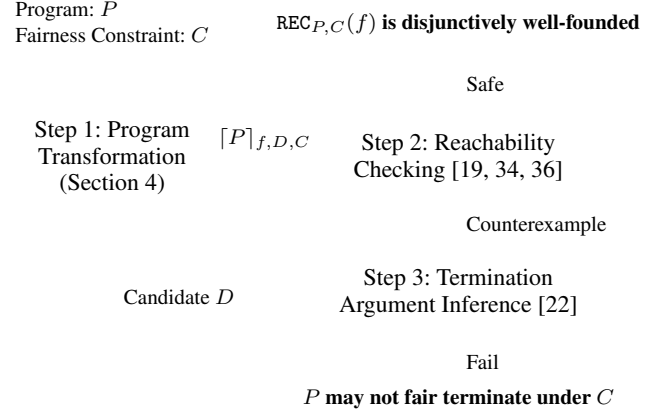 Program: P
Fairness Constraint: C
REC_{P,C}(f) is disjunctively well-founded
Safe
Step 1: Program
Transformation
(Section 4)
⌈P⌉_{f,D,C}
Step 2: Reachability
Checking [19, 34, 36]
Counterexample
Candidate D
Step 3: Termination
Argument Inference [22]
Fail
P may not fair terminate under C